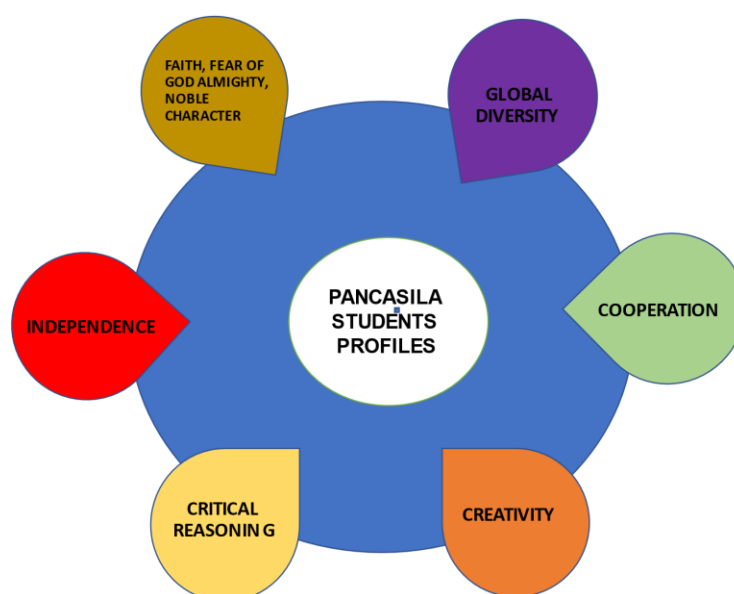 FAITH, FEAR OF
GOD ALMIGHTY,
NOBLE
CHARACTER
GLOBAL
DIVERSITY
INDEPENDENCE
PANCASILA
STUDENTS
PROFILES
COOPERATION
CRITICAL
REASONIN G
CREATIVITY